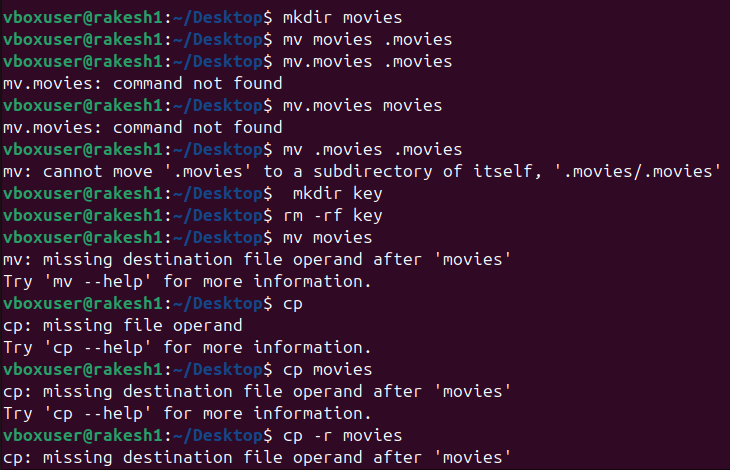 vboxuser@rakesh1:~/Desktop$ mkdir movies
vboxuser@rakesh1:~/Desktop$ mv movies .movies
vboxuser@rakesh1:~/Desktop$ mv.movies .movies
mv.movies: command not found
vboxuser@rakesh1:~/Desktop$ mv.movies movies
mv.movies: command not found
vboxuser@rakesh1:~/Desktop$ mv .movies .movies
mv: cannot move '.movies' to a subdirectory of itself, '.movies/.movies'
vboxuser@rakesh1:~/Desktop$  mkdir key
vboxuser@rakesh1:~/Desktop$ rm -rf key
vboxuser@rakesh1:~/Desktop$ mv movies
mv: missing destination file operand after 'movies'
Try 'mv --help' for more information.
vboxuser@rakesh1:~/Desktop$ cp
cp: missing file operand
Try 'cp --help' for more information.
vboxuser@rakesh1:~/Desktop$ cp movies
cp: missing destination file operand after 'movies'
Try 'cp --help' for more information.
vboxuser@rakesh1:~/Desktop$ cp -r movies
cp: missing destination file operand after 'movies'